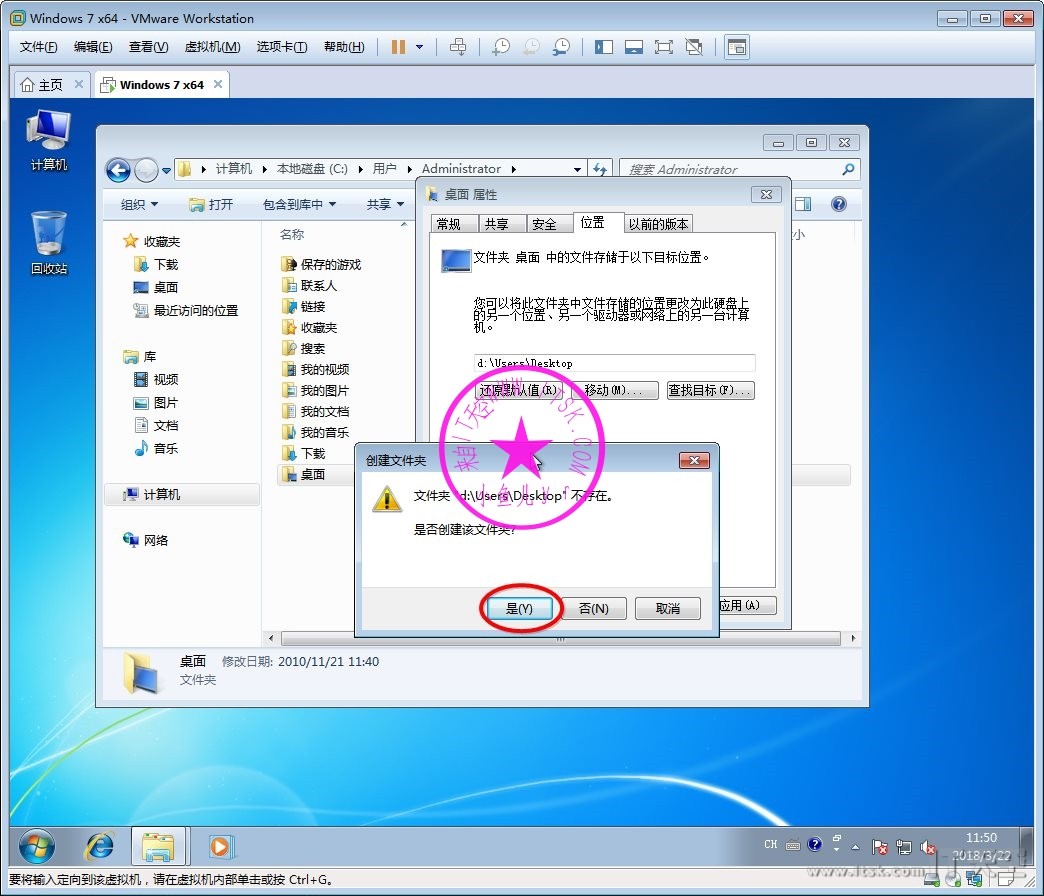 Windows 7 x64 - VMware Workstation
文件(F) 编辑(E) 查看(V) 虚拟机(M) 选项卡(T) 帮助(H)
主页 Windows 7 x64
计算机
回收站
计算机 本地磁盘 (C:) 用户 Administrator 搜索 Administrator
组织 打开 包含到库中 共享
收藏夹
下载
桌面
最近访问的位置
库
视频
图片
文档
音乐
计算机
网络
名称
保存的游戏
联系人
链接
收藏夹
搜索
我的视频
我的图片
我的文档
我的音乐
下载
桌面
桌面 属性
常规 共享 安全 位置 以前的版本
文件夹 桌面 中的文件存储于以下目标位置。
您可以将此文件夹中文件存储的位置更改为此硬盘上
的另一个位置、另一个驱动器或网络上的另一台计算
机。
d:\Users\Desktop
还原默认值(R) 移动(M)... 查找目标(F)...
应用(A)
创建文件夹
文件夹 "d:\Users\Desktop" 不存在。
是否创建该文件夹?
是(Y) 否(N) 取消
桌面 修改日期: 2010/11/21 11:40
文件夹
CH
11:50
2018/3/22
www.itsk.com
要将输入定向到该虚拟机，请在虚拟机内部单击或按 Ctrl+G。